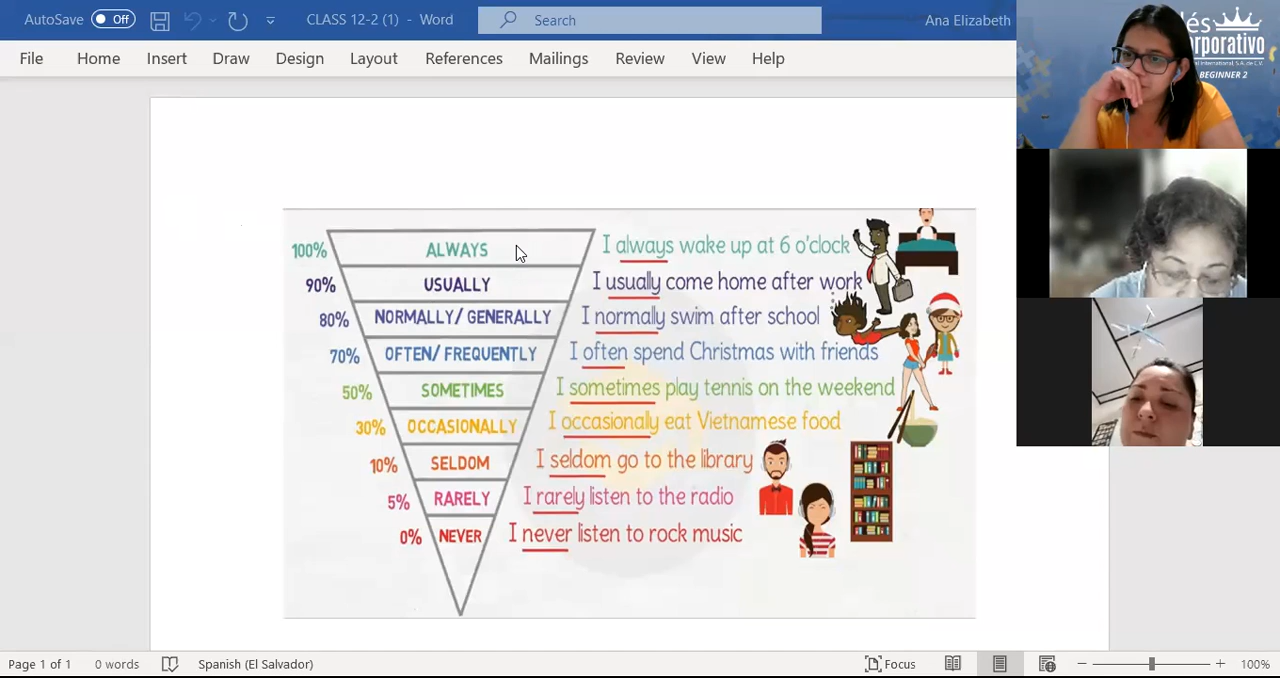 AutoSave Off CLASS 12-2 (1) - Word Search Ana Elizabeth
File Home Insert Draw Design Layout References Mailings Review View Help
és
rporativo
BEGINNER 2
100% ALWAYS I always wake up at 6 o'clock
90% USUALLY I usually come home after work
80% NORMALLY/ GENERALLY I normally swim after school
70% OFTEN/ FREQUENTLY I often spend Christmas with friends
50% SOMETIMES I sometimes play tennis on the weekend
30% OCCASIONALLY I occasionally eat Vietnamese food
10% SELDOM I seldom go to the library
5% RARELY I rarely listen to the radio
0% NEVER I never listen to rock music
Page 1 of 1 0 words Spanish (El Salvador) Focus 100%